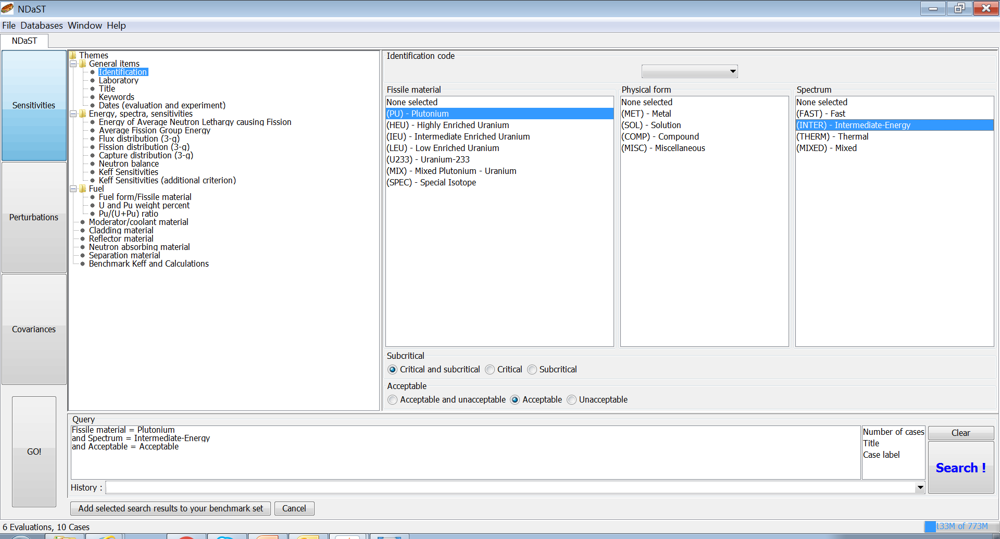 NDaST
File Databases Window Help
NDaST
Sensitivities
Perturbations
Covariances
GO!
Themes
General items
Identification
Laboratory
Title
Keywords
Dates (evaluation and experiment)
Energy, spectra, sensitivities
Energy of Average Neutron Lethargy causing Fission
Average Fission Group Energy
Flux distribution (3-g)
Fission distribution (3-g)
Capture distribution (3-g)
Neutron balance
Keff Sensitivities
Keff Sensitivities (additional criterion)
Fuel
Fuel form/Fissile material
U and Pu weight percent
Pu/(U+Pu) ratio
Moderator/coolant material
Cladding material
Reflector material
Neutron absorbing material
Separation material
Benchmark Keff and Calculations
Identification code
Fissile material
None selected
(PU) - Plutonium
(HEU) - Highly Enriched Uranium
(IEU) - Intermediate Enriched Uranium
(LEU) - Low Enriched Uranium
(U233) - Uranium-233
(MIX) - Mixed Plutonium - Uranium
(SPEC) - Special Isotope
Physical form
None selected
(MET) - Metal
(SOL) - Solution
(COMP) - Compound
(MISC) - Miscellaneous
Spectrum
None selected
(FAST) - Fast
(INTER) - Intermediate-Energy
(THERM) - Thermal
(MIXED) - Mixed
Subcritical
Critical and subcritical Critical Subcritical
Acceptable
Acceptable and unacceptable Acceptable Unacceptable
Query
Fissile material = Plutonium
and Spectrum = Intermediate-Energy
and Acceptable = Acceptable
Number of cases
Title
Case label
Clear
Search !
History :
Add selected search results to your benchmark set Cancel
6 Evaluations, 10 Cases
133M of 773M